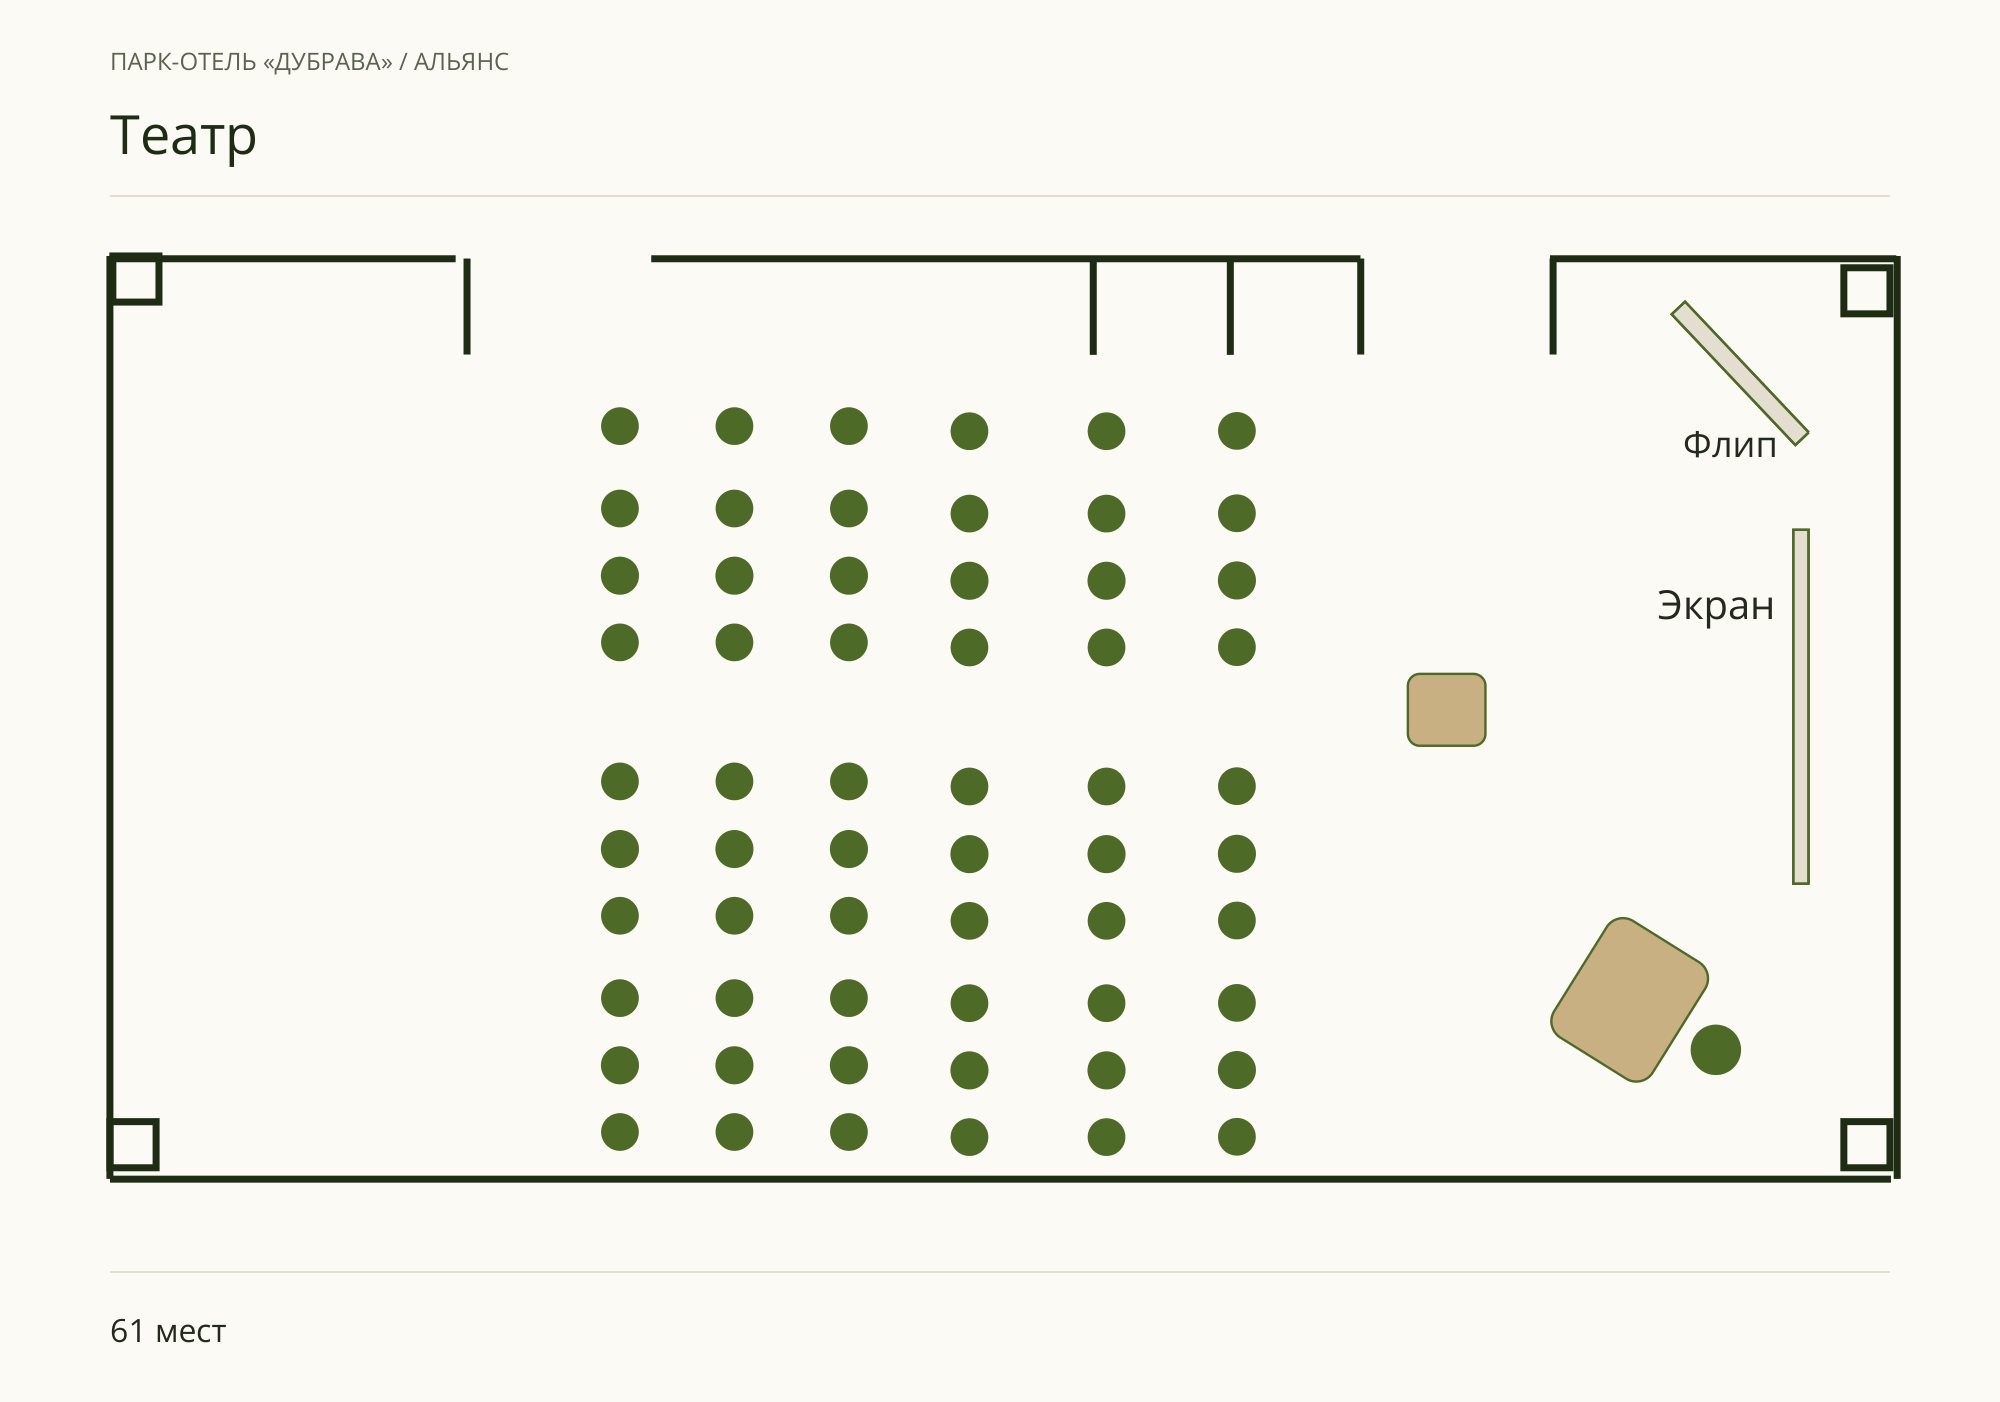 ПАРК-ОТЕЛЬ «ДУБРАВА» / АЛЬЯНС
Театр
Флип
Экран
61 мест